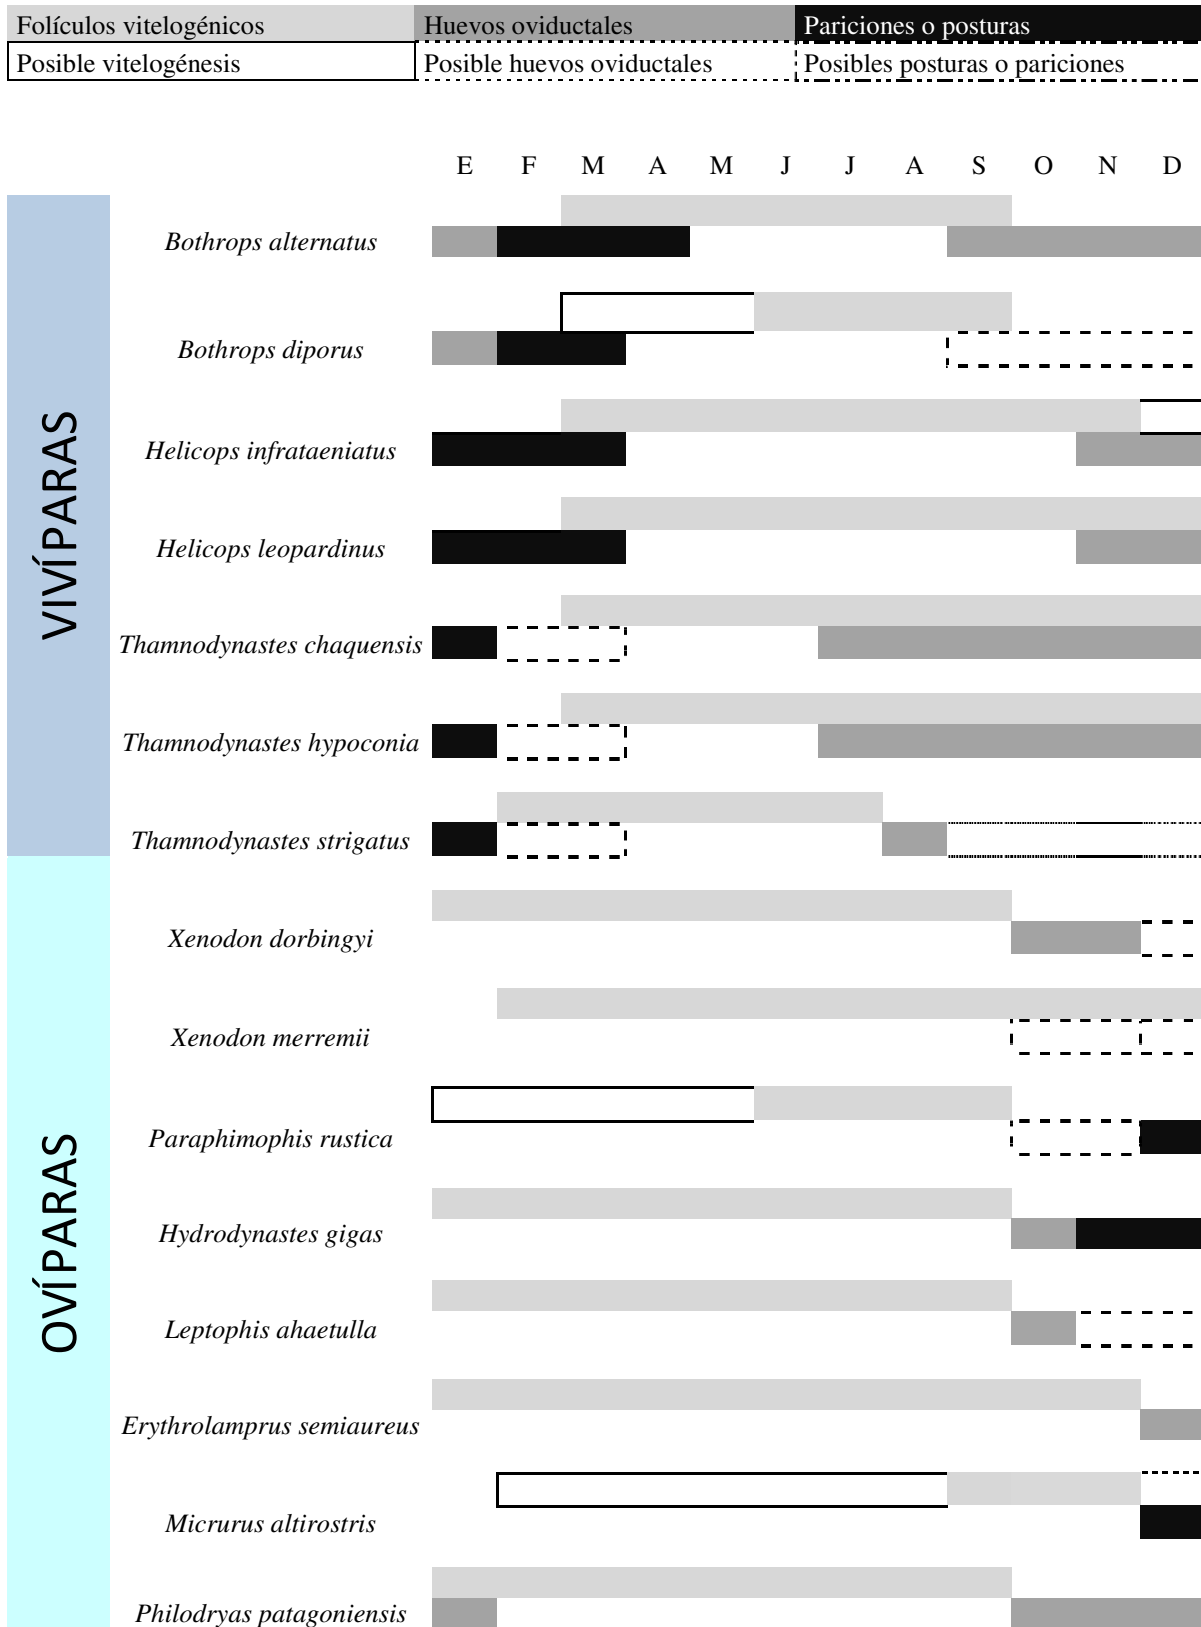 Folículos vitelogénicos Huevos oviductales Pariciones o posturas
Posible vitelogénesis Posible huevos oviductales Posibles posturas o pariciones
E F M A M J J A S O N D
VIVÍPARAS
Bothrops alternatus
Bothrops diporus
Helicops infrataeniatus
Helicops leopardinus
Thamnodynastes chaquensis
Thamnodynastes hypoconia
Thamnodynastes strigatus
OVÍPARAS
Xenodon dorbingyi
Xenodon merremii
Paraphimophis rustica
Hydrodynastes gigas
Leptophis ahaetulla
Erythrolamprus semiaureus
Micrurus altirostris
Philodryas patagoniensis